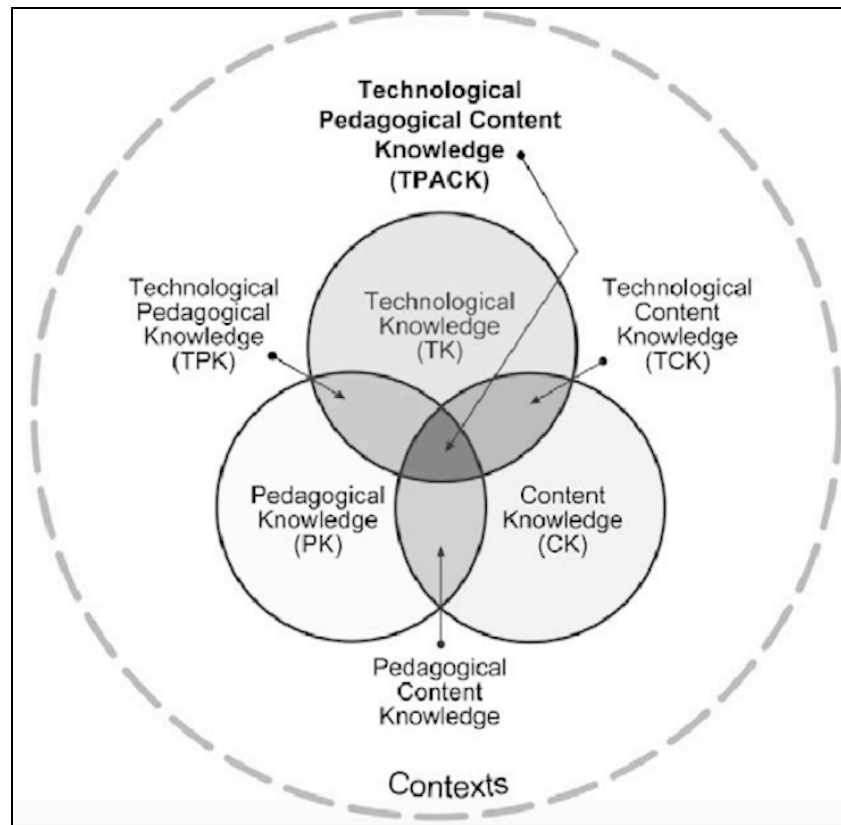 Technological
Pedagogical Content
Knowledge
(TPACK)
Technological
Pedagogical
Knowledge
(TPK)
Technological
Knowledge
(TK)
Technological
Content
Knowledge
(TCK)
Pedagogical
Knowledge
(PK)
Content
Knowledge
(CK)
Pedagogical
Content
Knowledge
Contexts